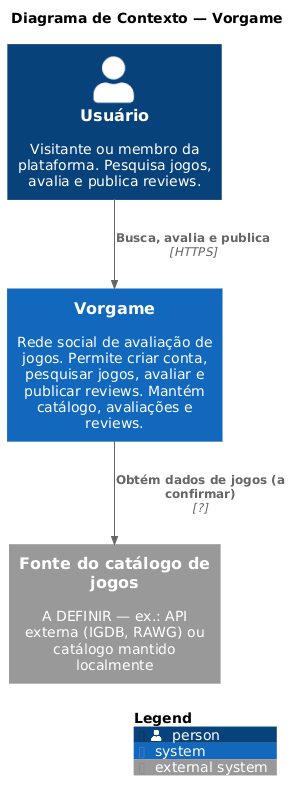 Diagrama de Contexto — Vorgame
Usuário
Visitante ou membro da
plataforma. Pesquisa jogos,
avalia e publica reviews.
Busca, avalia e publica
[HTTPS]
Vorgame
Rede social de avaliação de
jogos. Permite criar conta,
pesquisar jogos, avaliar e
publicar reviews. Mantém
catálogo, avaliações e
reviews.
Obtém dados de jogos (a
confirmar)
[?]
Fonte do catálogo de
jogos
A DEFINIR — ex.: API
externa (IGDB, RAWG) ou
catálogo mantido
localmente
Legend
person
system
external system